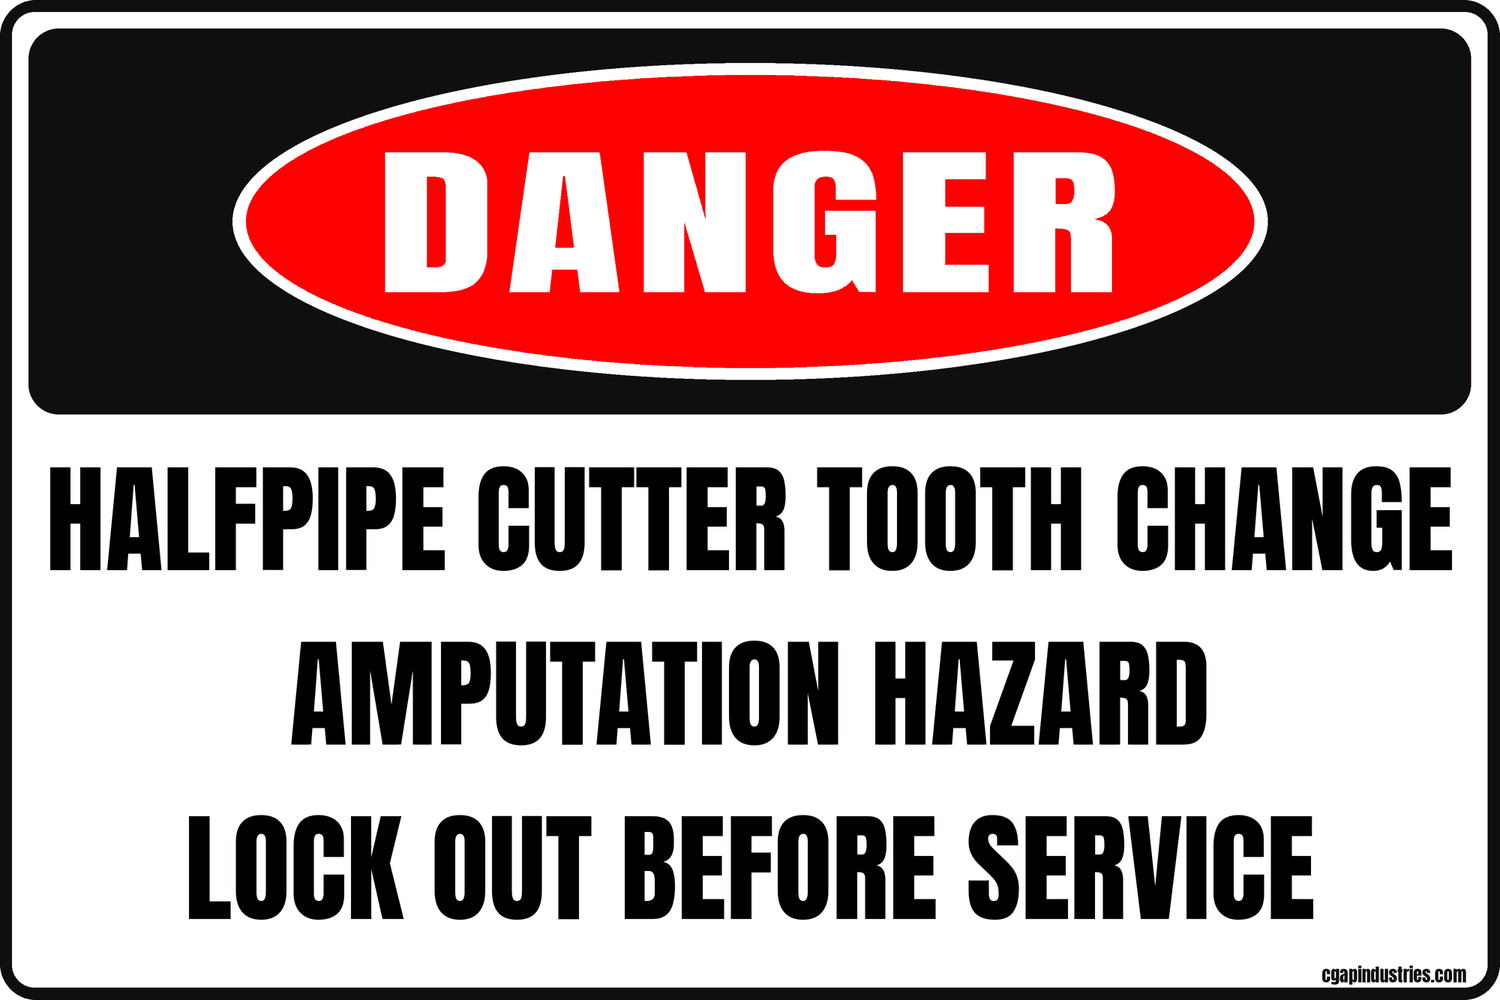 DANGER
HALFPIPE CUTTER TOOTH CHANGE
AMPUTATION HAZARD
LOCK OUT BEFORE SERVICE
cgapindustries.com